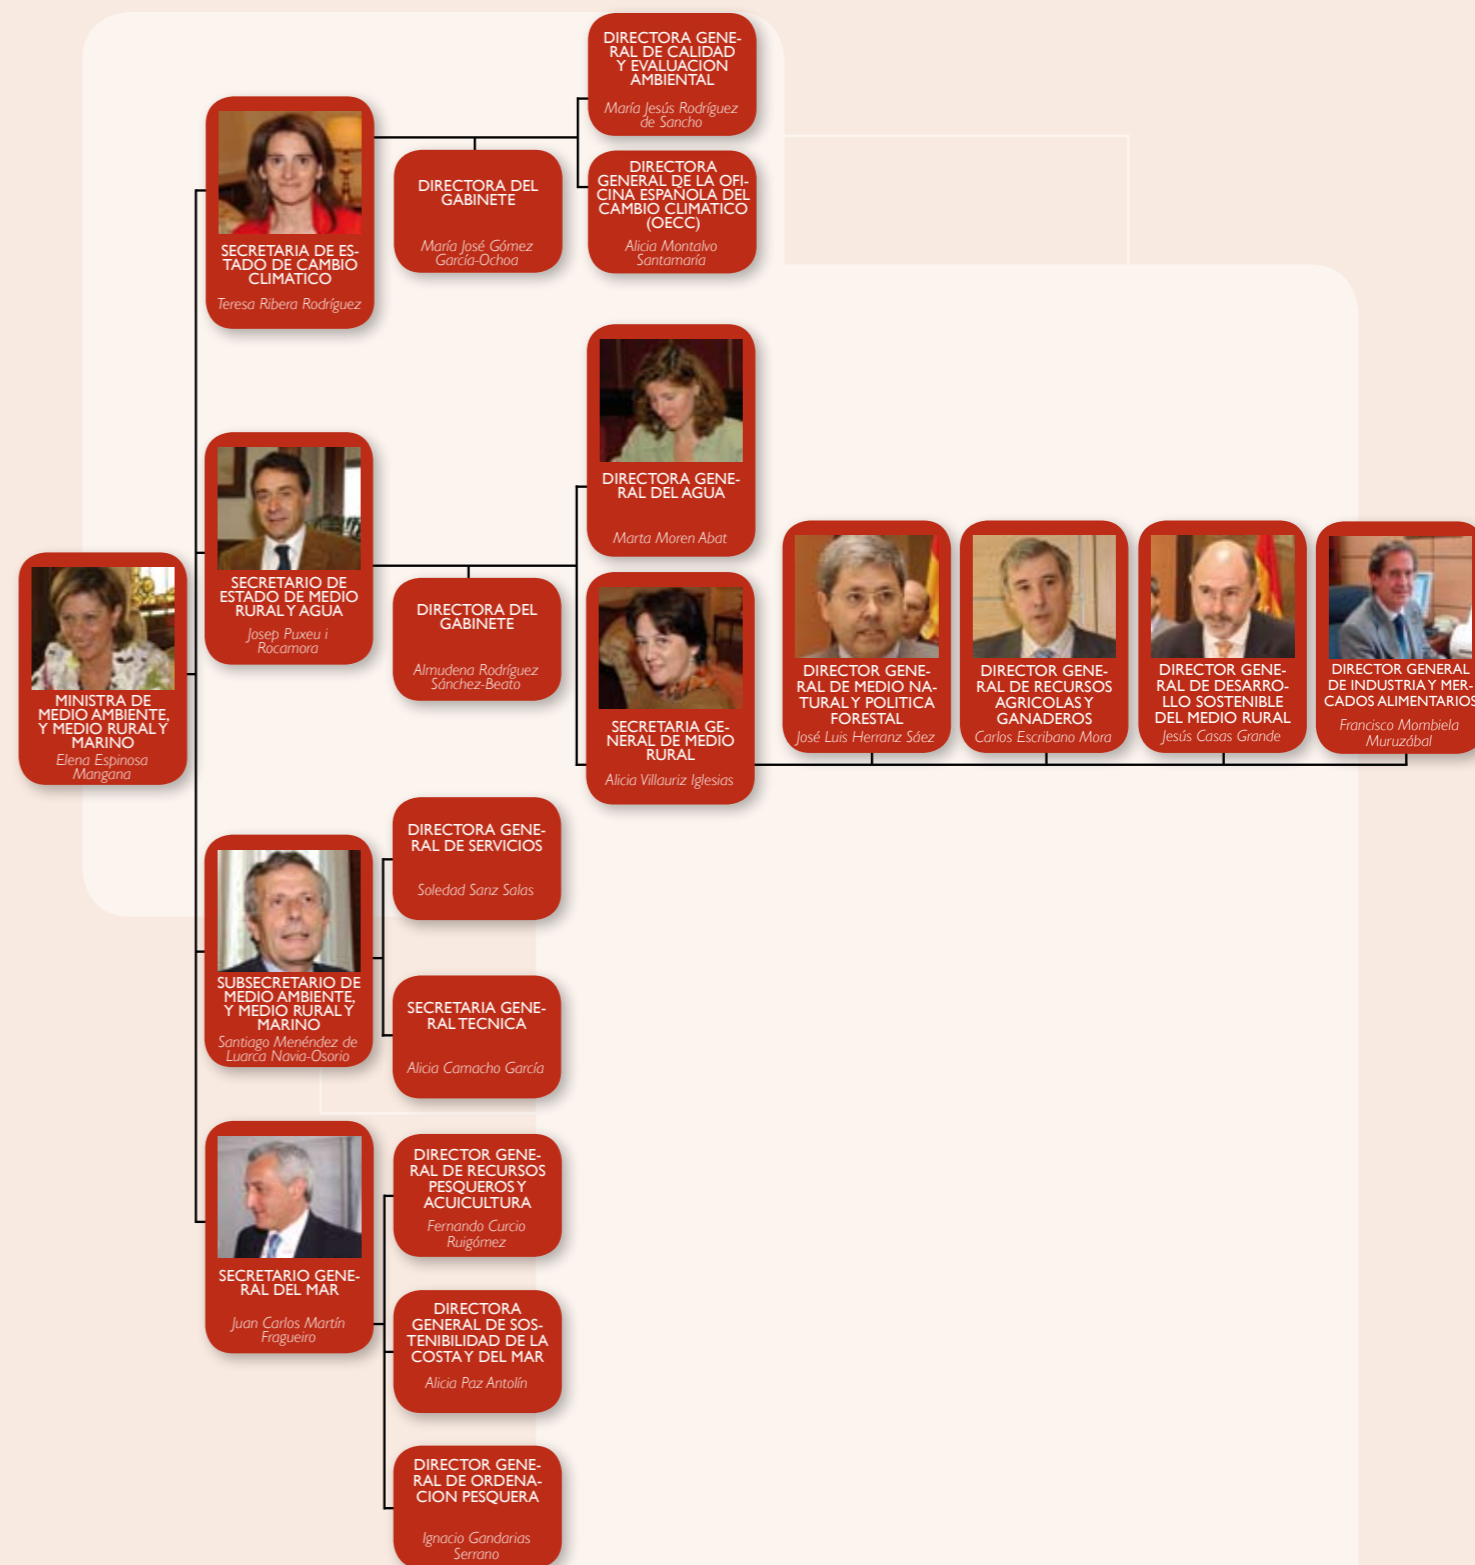 DIRECTORA GENE-
RAL DE CALIDAD
Y EVALUACION
AMBIENTAL
María Jesús Rodríguez
de Sancho
SECRETARIA DE ES-
TADO DE CAMBIO
CLIMATICO
Teresa Ribera Rodríguez
DIRECTORA DEL
GABINETE
María José Gómez
García-Ochoa
DIRECTORA
GENERAL DE LA OFI-
CINA ESPAÑOLA DEL
CAMBIO CLIMATICO
(OECC)
Alicia Montalvo
Santamaría
MINISTRA DE
MEDIO AMBIENTE,
Y MEDIO RURAL Y
MARINO
Elena Espinosa
Mangana
SECRETARIO DE
ESTADO DE MEDIO
RURAL Y AGUA
Josep Puxeu i
Rocamora
DIRECTORA DEL
GABINETE
Almudena Rodríguez
Sánchez-Beato
DIRECTORA GENE-
RAL DEL AGUA
Marta Moren Abat
SECRETARIA GE-
NERAL DE MEDIO
RURAL
Alicia Villauriz Iglesias
DIRECTOR GENE-
RAL DE MEDIO NA-
TURAL Y POLITICA
FORESTAL
José Luis Herranz Sáez
DIRECTOR GENE-
RAL DE RECURSOS
AGRICOLAS Y
GANADEROS
Carlos Escribano Mora
DIRECTOR GENE-
RAL DE DESARRO-
LLO SOSTENIBLE
DEL MEDIO RURAL
Jesús Casas Grande
DIRECTOR GENERAL
DE INDUSTRIA Y MER-
CADOS ALIMENTARIOS
Francisco Mombiela
Muruzábal
SUBSECRETARIO DE
MEDIO AMBIENTE,
Y MEDIO RURAL Y
MARINO
Santiago Menéndez de
Luarca Navia-Osorio
DIRECTORA GENE-
RAL DE SERVICIOS
Soledad Sanz Salas
SECRETARIA GENE-
RAL TECNICA
Alicia Camacho García
SECRETARIO GENE-
RAL DEL MAR
Juan Carlos Martín
Fragueiro
DIRECTOR GENE-
RAL DE RECURSOS
PESQUEROS Y
ACUICULTURA
Fernando Curcio
Ruigómez
DIRECTORA
GENERAL DE SOS-
TENIBILIDAD DE LA
COSTA Y DEL MAR
Alicia Paz Antolín
DIRECTOR GENE-
RAL DE ORDENA-
CION PESQUERA
Ignacio Gandarias
Serrano